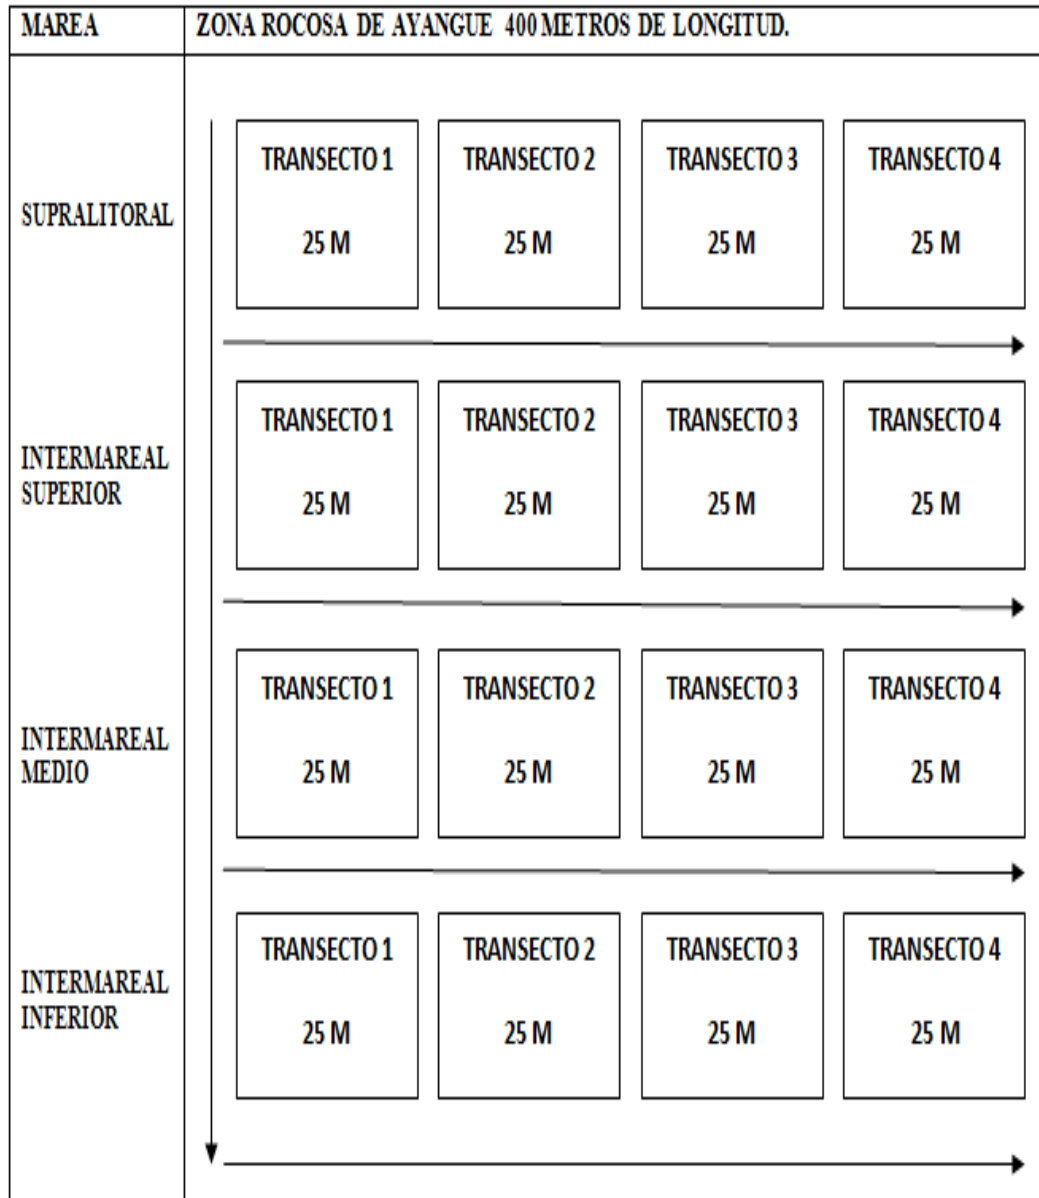 MAREA
ZONA ROCOSA DE AYANGUE 400 METROS DE LONGITUD.
SUPRALITORAL
TRANSECTO 1
25 M
TRANSECTO 2
25 M
TRANSECTO 3
25 M
TRANSECTO 4
25 M
INTERMAREAL
SUPERIOR
TRANSECTO 1
25 M
TRANSECTO 2
25 M
TRANSECTO 3
25 M
TRANSECTO 4
25 M
INTERMAREAL
MEDIO
TRANSECTO 1
25 M
TRANSECTO 2
25 M
TRANSECTO 3
25 M
TRANSECTO 4
25 M
INTERMAREAL
INFERIOR
TRANSECTO 1
25 M
TRANSECTO 2
25 M
TRANSECTO 3
25 M
TRANSECTO 4
25 M